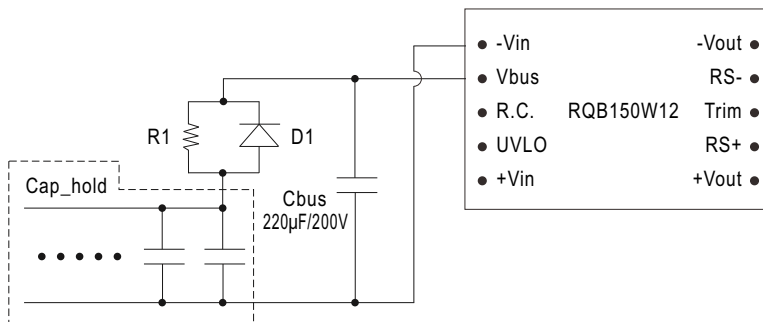 -Vin -Vout
Vbus RS-
R.C. RQB150W12 Trim
R1 D1
UVLO RS+
Cap_hold +Vin +Vout
Cbus
220µF/200V